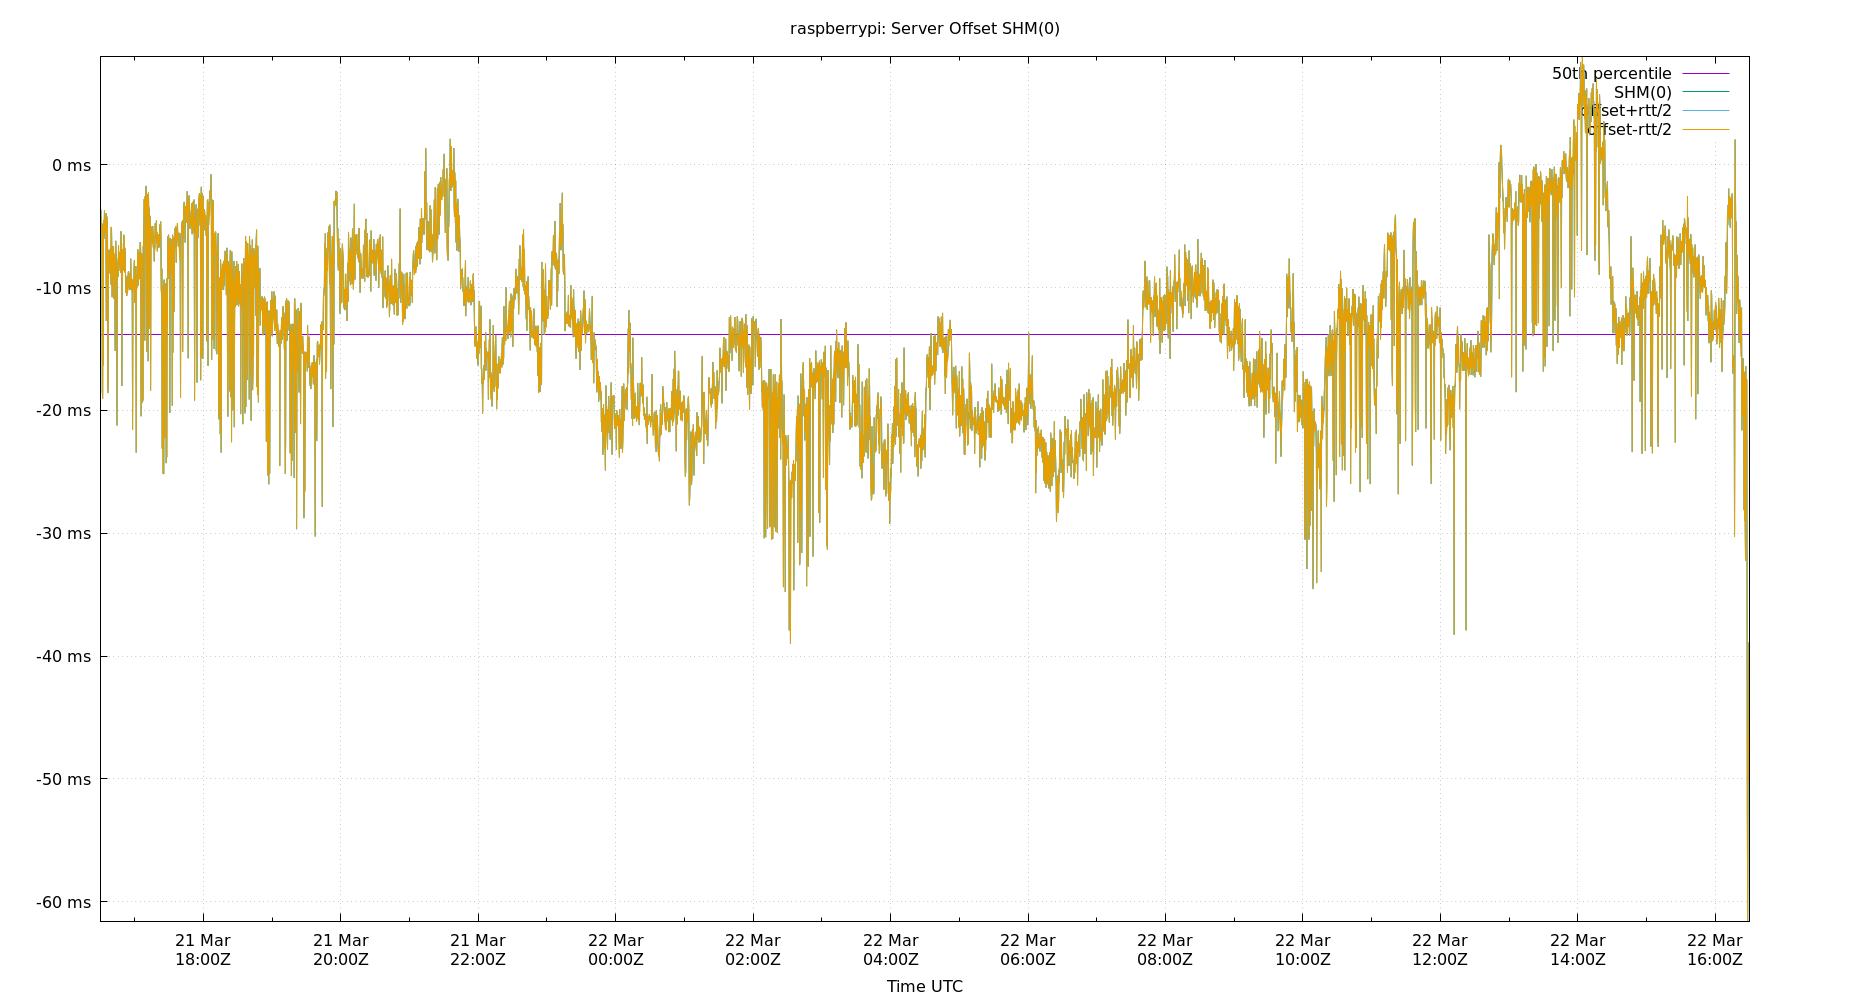 raspberrypi: Server Offset SHM(0)
50th percentile
SHM(0)
offset+rtt/2
offset-rtt/2
0 ms
-10 ms
-20 ms
-30 ms
-40 ms
-50 ms
-60 ms
21 Mar 21 Mar 21 Mar 22 Mar 22 Mar 22 Mar 22 Mar 22 Mar 22 Mar 22 Mar 22 Mar 22 Mar
18:00Z 20:00Z 22:00Z 00:00Z 02:00Z 04:00Z 06:00Z 08:00Z 10:00Z 12:00Z 14:00Z 16:00Z
Time UTC